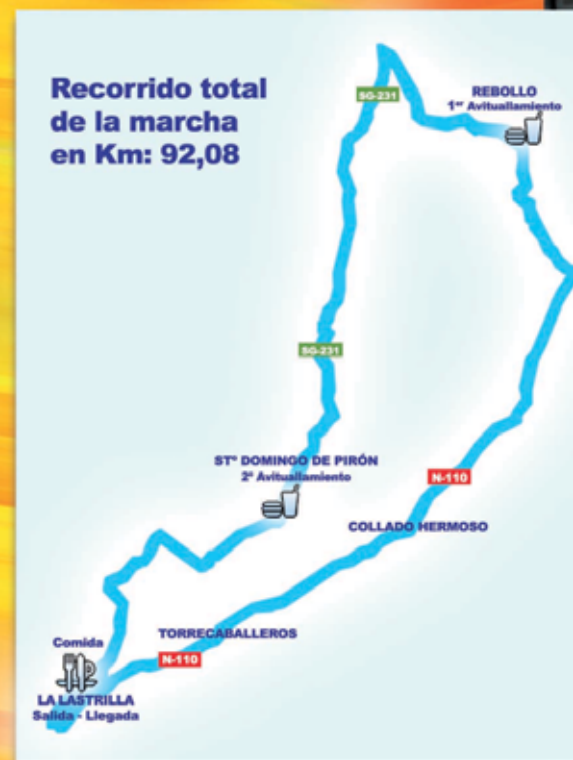 Recorrido total
de la marcha
en Km: 92,08
SG-231
REBOLLO
1er Avituallamiento
SG-231
STº DOMINGO DE PIRÓN
2º Avituallamiento
N-110
COLLADO HERMOSO
TORRECABALLEROS
N-110
Comida
LA LASTRILLA
Salida - Llegada